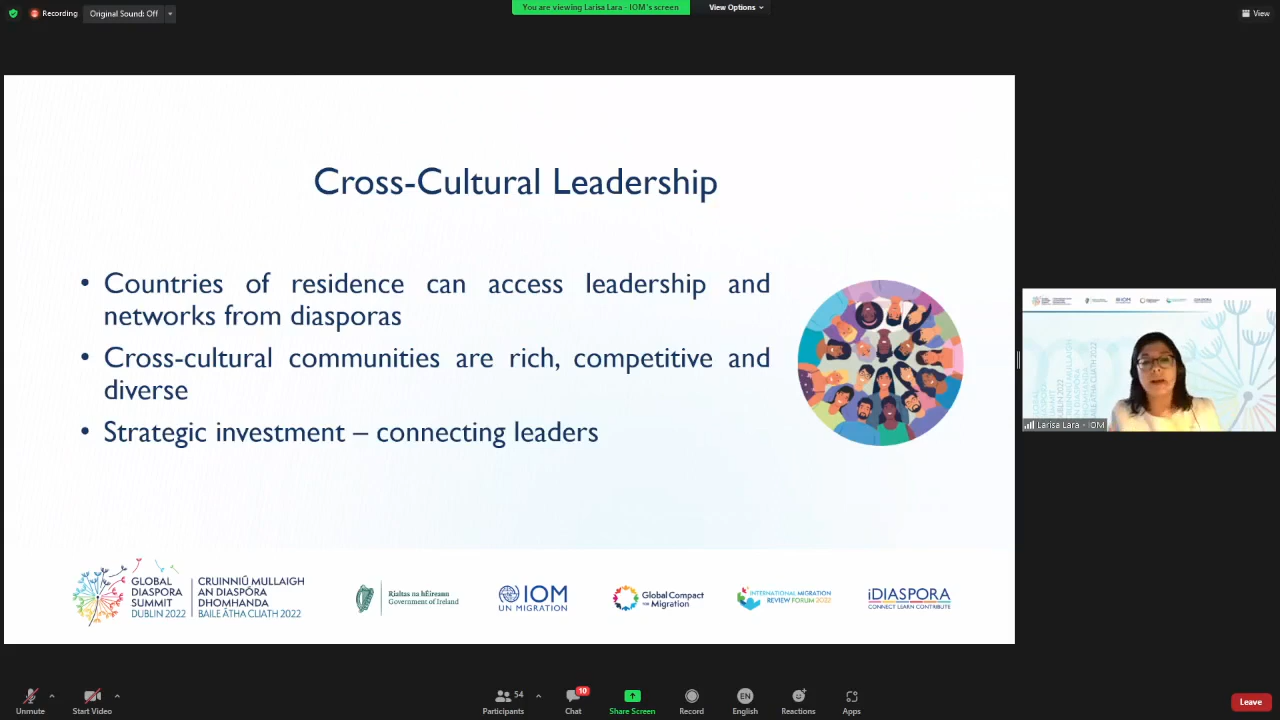 Recording
Original Sound: Off
You are viewing Larisa Lara - IOM's screen
View Options
View
Cross-Cultural Leadership
• Countries of residence can access leadership and
networks from diasporas
• Cross-cultural communities are rich, competitive and
diverse
• Strategic investment – connecting leaders
GLOBAL
DIASPORA
SUMMIT
DUBLIN 2022
CRUINNIÚ MULLAIGH
AN DIASPÓRA
DHOMHANDA
BAILE ÁTHA CLIATH 2022
Rialtas na hÉireann
Government of Ireland
IOM
UN MIGRATION
Global Compact
for Migration
INTERNATIONAL MIGRATION
REVIEW FORUM 2022
iDIASPORA
CONNECT LEARN CONTRIBUTE
Larisa Lara - IOM
Unmute
Start Video
54
Participants
10
Chat
Share Screen
Record
EN
English
Reactions
Apps
Leave